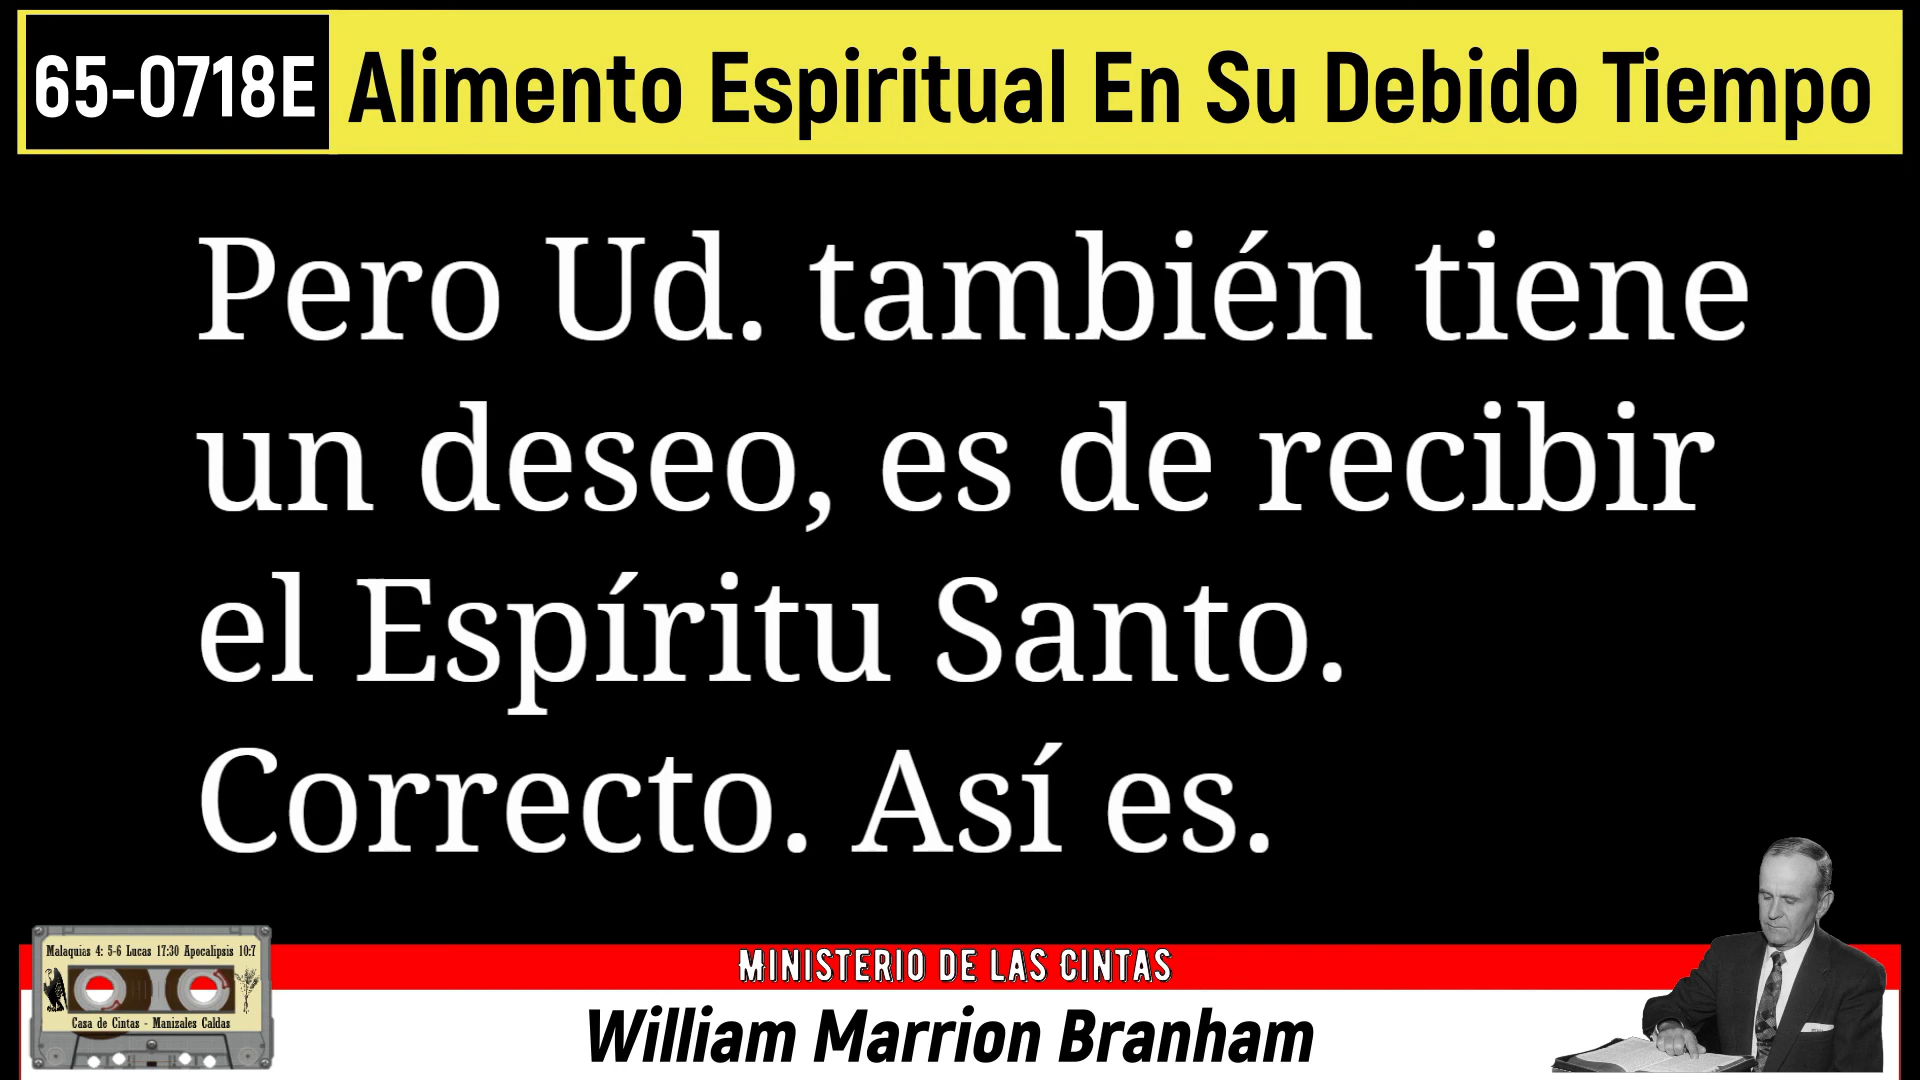 65-0718E Alimento Espiritual En Su Debido Tiempo
Pero Ud. también tiene
un deseo, es de recibir
el Espíritu Santo.
Correcto. Así es.
Malaquias 4: 5-6 Lucas 17:30 Apocalipsis 10:7
Casa de Cintas - Manizales Caldas
MINISTERIO DE LAS CINTAS
William Marrion Branham